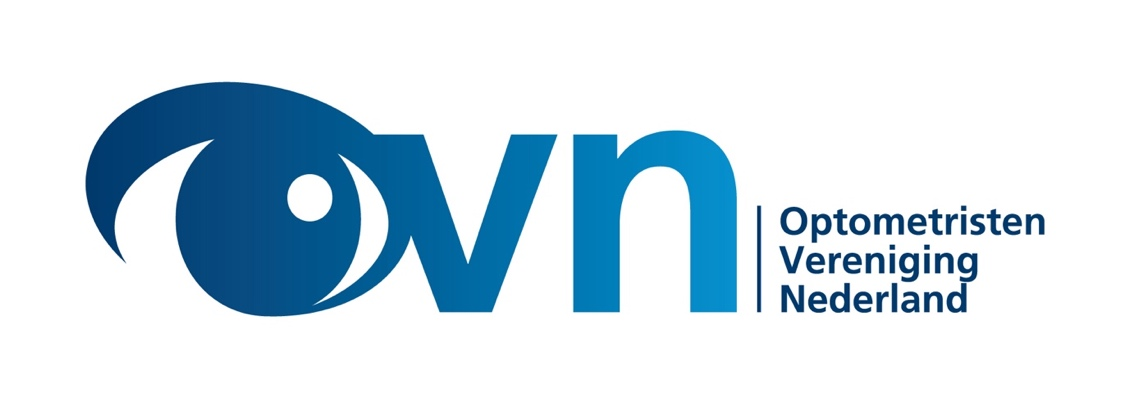 ovn
Optometristen
Vereniging
Nederland